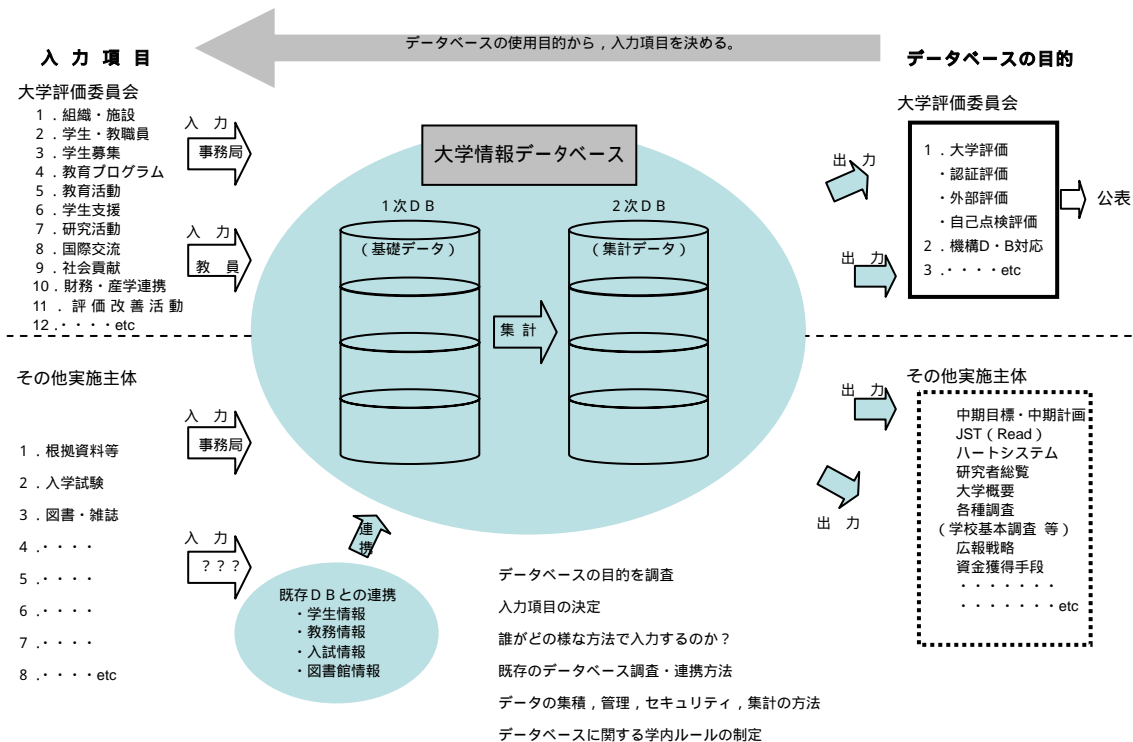 データベースの使用目的から，入力項目を決める。
入 力 項 目
大学評価委員会
1．組織・施設
2．学生・教職員
3．学生募集
4．教育プログラム
5．教育活動
6．学生支援
7．研究活動
8．国際交流
9．社会貢献
10．財務・産学連携
11．評価改善活動
12．・・・・etc
入 力
事務局
入 力
教 員
その他実施主体
1．根拠資料等
2．入学試験
3．図書・雑誌
4．・・・・
5．・・・・
6．・・・・
7．・・・・
8．・・・・etc
入 力
事務局
入 力
？？？
大学情報データベース
1次DB
（基礎データ）
集 計
2次DB
（集計データ）
連携
既存DBとの連携
・学生情報
・教務情報
・入試情報
・図書館情報
データベースの目的を調査
入力項目の決定
誰がどの様な方法で入力するのか？
既存のデータベース調査・連携方法
データの集積，管理，セキュリティ，集計の方法
データベースに関する学内ルールの制定
データベースの目的
大学評価委員会
出 力
出 力
1．大学評価
・認証評価
・外部評価
・自己点検評価
2．機構D・B対応
3．・・・・etc
公表
その他実施主体
出 力
出 力
中期目標・中期計画
JST（Read）
ハートシステム
研究者総覧
大学概要
各種調査
（学校基本調査 等）
広報戦略
資金獲得手段
・・・・・・・
・・・・・・・etc